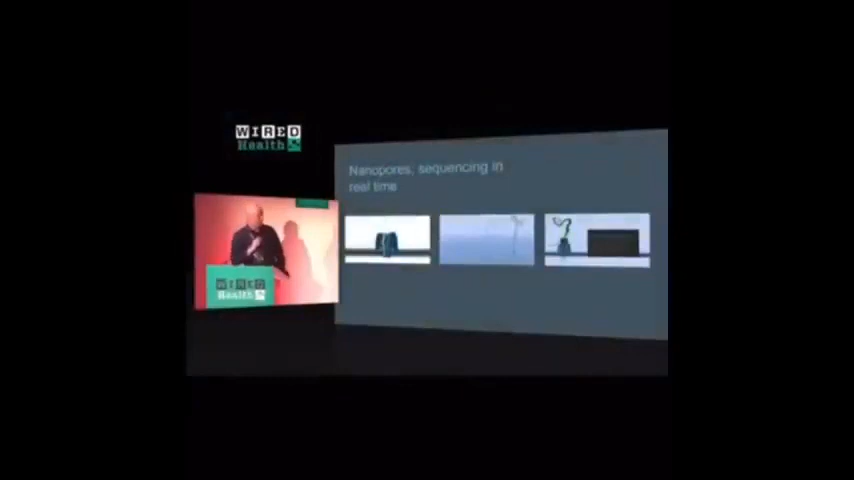 WIRED
Health
Nanopores, sequencing in
real time
WIRED
Health